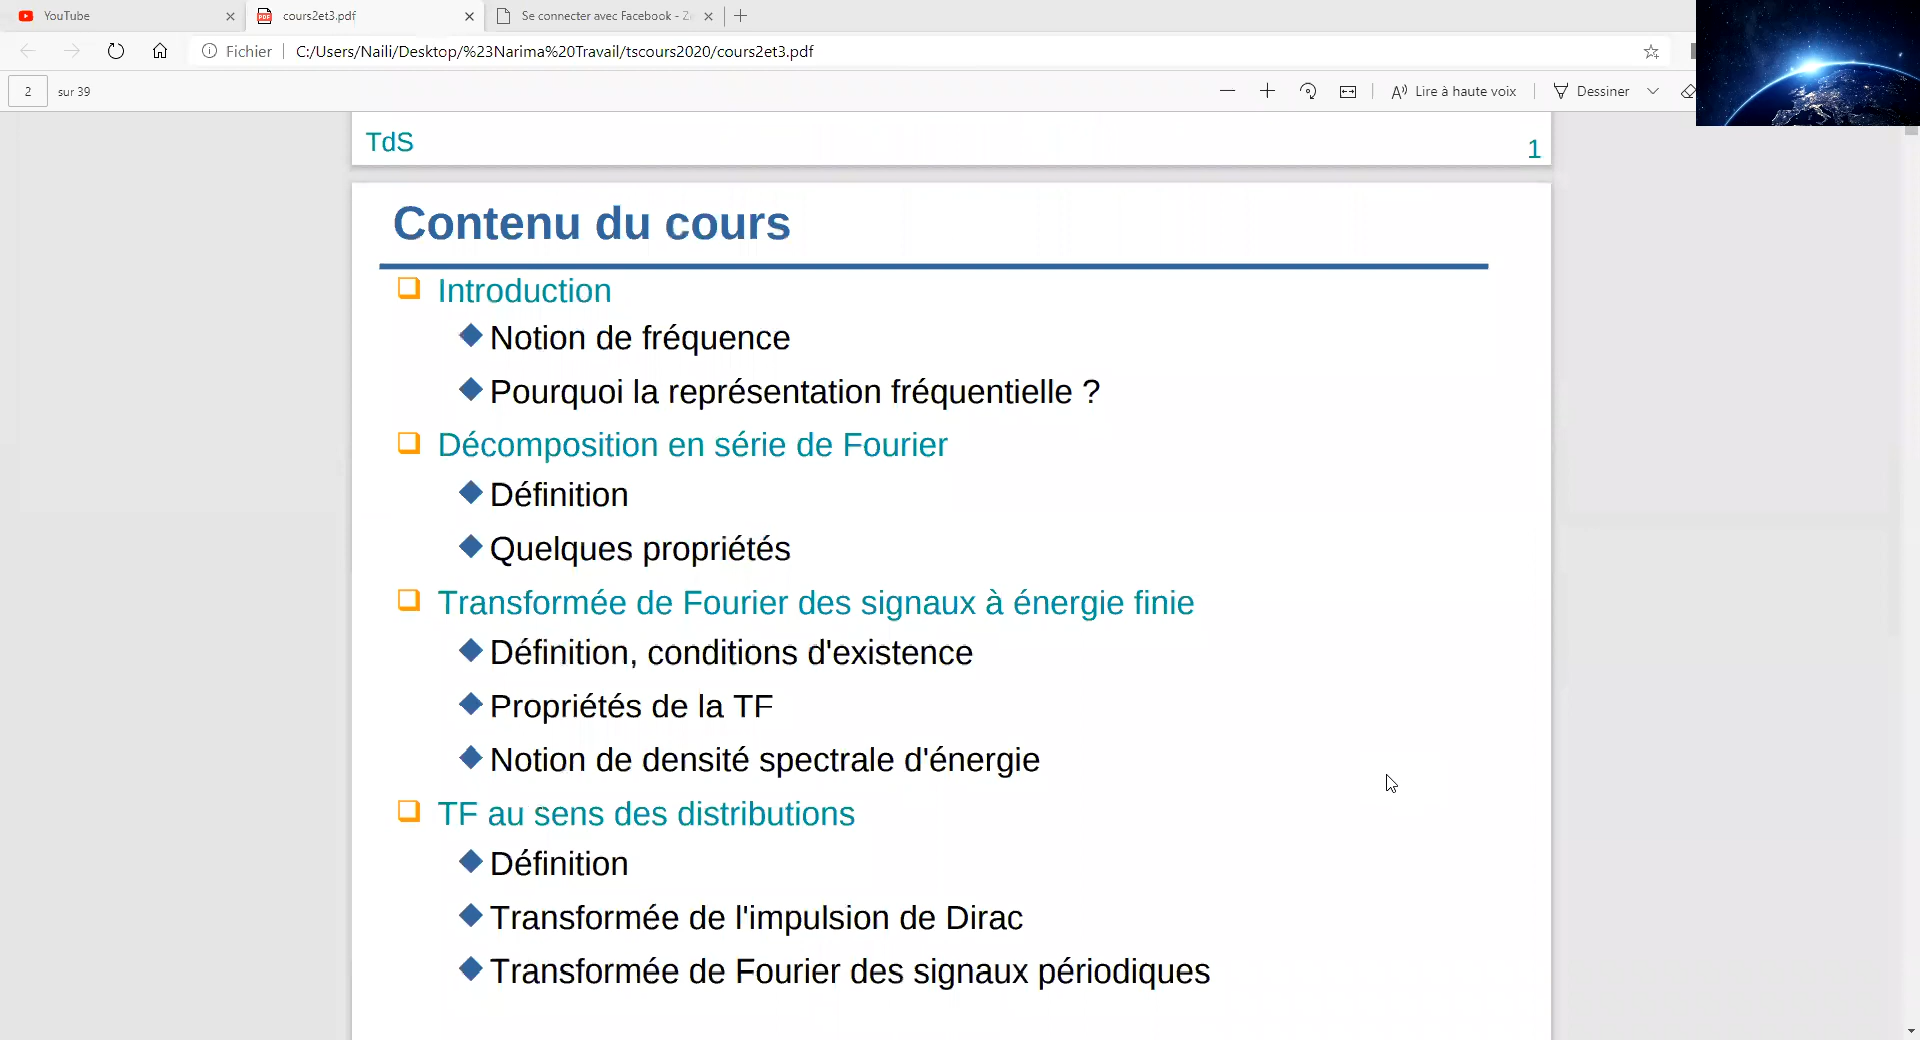 YouTube
cours2et3.pdf
Se connecter avec Facebook -
Fichier
C:/Users/Naili/Desktop/%23Narima%20Travail/tscours2020/cours2et3.pdf
2
sur 39
Lire à haute voix
Dessiner
TdS
1
Contenu du cours
Introduction
Notion de fréquence
Pourquoi la représentation fréquentielle ?
Décomposition en série de Fourier
Définition
Quelques propriétés
Transformée de Fourier des signaux à énergie finie
Définition, conditions d'existence
Propriétés de la TF
Notion de densité spectrale d'énergie
TF au sens des distributions
Définition
Transformée de l'impulsion de Dirac
Transformée de Fourier des signaux périodiques